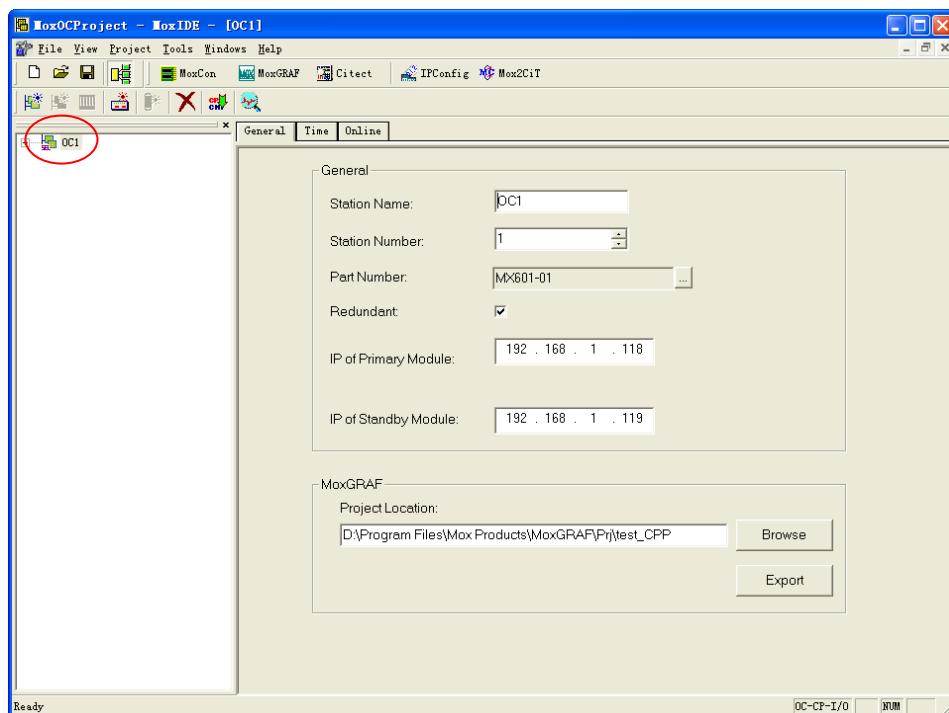 MoxOCProject - MoxIDE - [OC1]
File View Project Tools Windows Help
MoxCon MoxGRAF Citect IPConfig Mox2CiT
OC1
General Time Online
General
Station Name: OC1
Station Number: 1
Part Number: MX601-01 ...
Redundant:
IP of Primary Module: 192 . 168 . 1 . 118
IP of Standby Module: 192 . 168 . 1 . 119
MoxGRAF
Project Location:
D:\Program Files\Mox Products\MoxGRAF\Prj\test_CPP Browse
Export
Ready OC-CP-I/O NUM